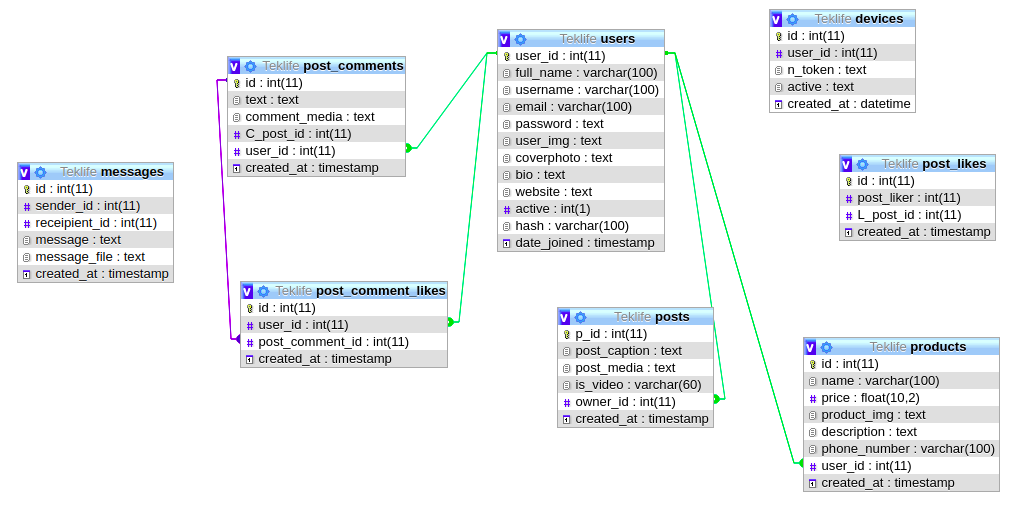 Teklife devices
id : int(11)
user_id : int(11)
n_token : text
active : text
created_at : datetime
Teklife users
user_id : int(11)
full_name : varchar(100)
username : varchar(100)
email : varchar(100)
password : text
user_img : text
coverphoto : text
bio : text
website : text
active : int(1)
hash : varchar(100)
date_joined : timestamp
Teklife post_comments
id : int(11)
text : text
comment_media : text
C_post_id : int(11)
user_id : int(11)
created_at : timestamp
Teklife messages
id : int(11)
sender_id : int(11)
receipient_id : int(11)
message : text
message_file : text
created_at : timestamp
Teklife post_likes
id : int(11)
post_liker : int(11)
L_post_id : int(11)
created_at : timestamp
Teklife post_comment_likes
id : int(11)
user_id : int(11)
post_comment_id : int(11)
created_at : timestamp
Teklife posts
p_id : int(11)
post_caption : text
post_media : text
is_video : varchar(60)
owner_id : int(11)
created_at : timestamp
Teklife products
id : int(11)
name : varchar(100)
price : float(10,2)
product_img : text
description : text
phone_number : varchar(100)
user_id : int(11)
created_at : timestamp